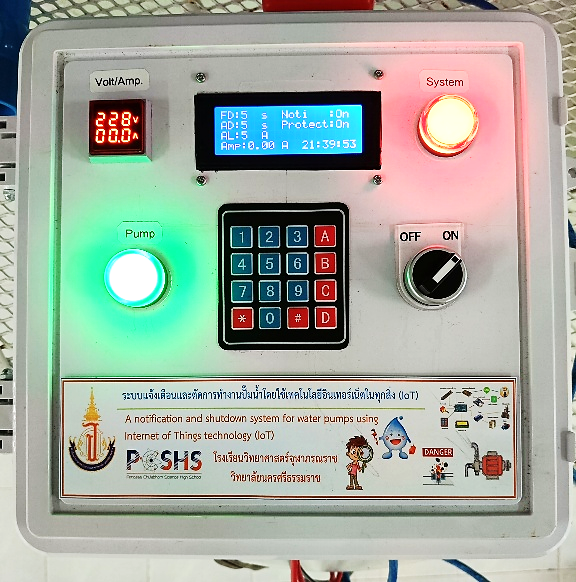 Volt/Amp.
System
228v
00.0A
FD:5 s Noti :On
AD:5 s Protect:On
AL:5 A
Amp:0.00 A 21:39:53
Pump
OFF ON
1 2 3 A
4 5 6 B
7 8 9 C
* 0 # D
ระบบแจ้งเตือนและตัดการทำงานปั๊มน้ำโดยใช้เทคโนโลยีอินเทอร์เน็ตในทุกสิ่ง (IoT)
A notification and shutdown system for water pumps using
Internet of Things technology (IoT)
PCSHS
Princess Chulabhorn Science High School
โรงเรียนวิทยาศาสตร์จุฬาภรณราช
วิทยาลัยนครศรีธรรมราช
DANGER